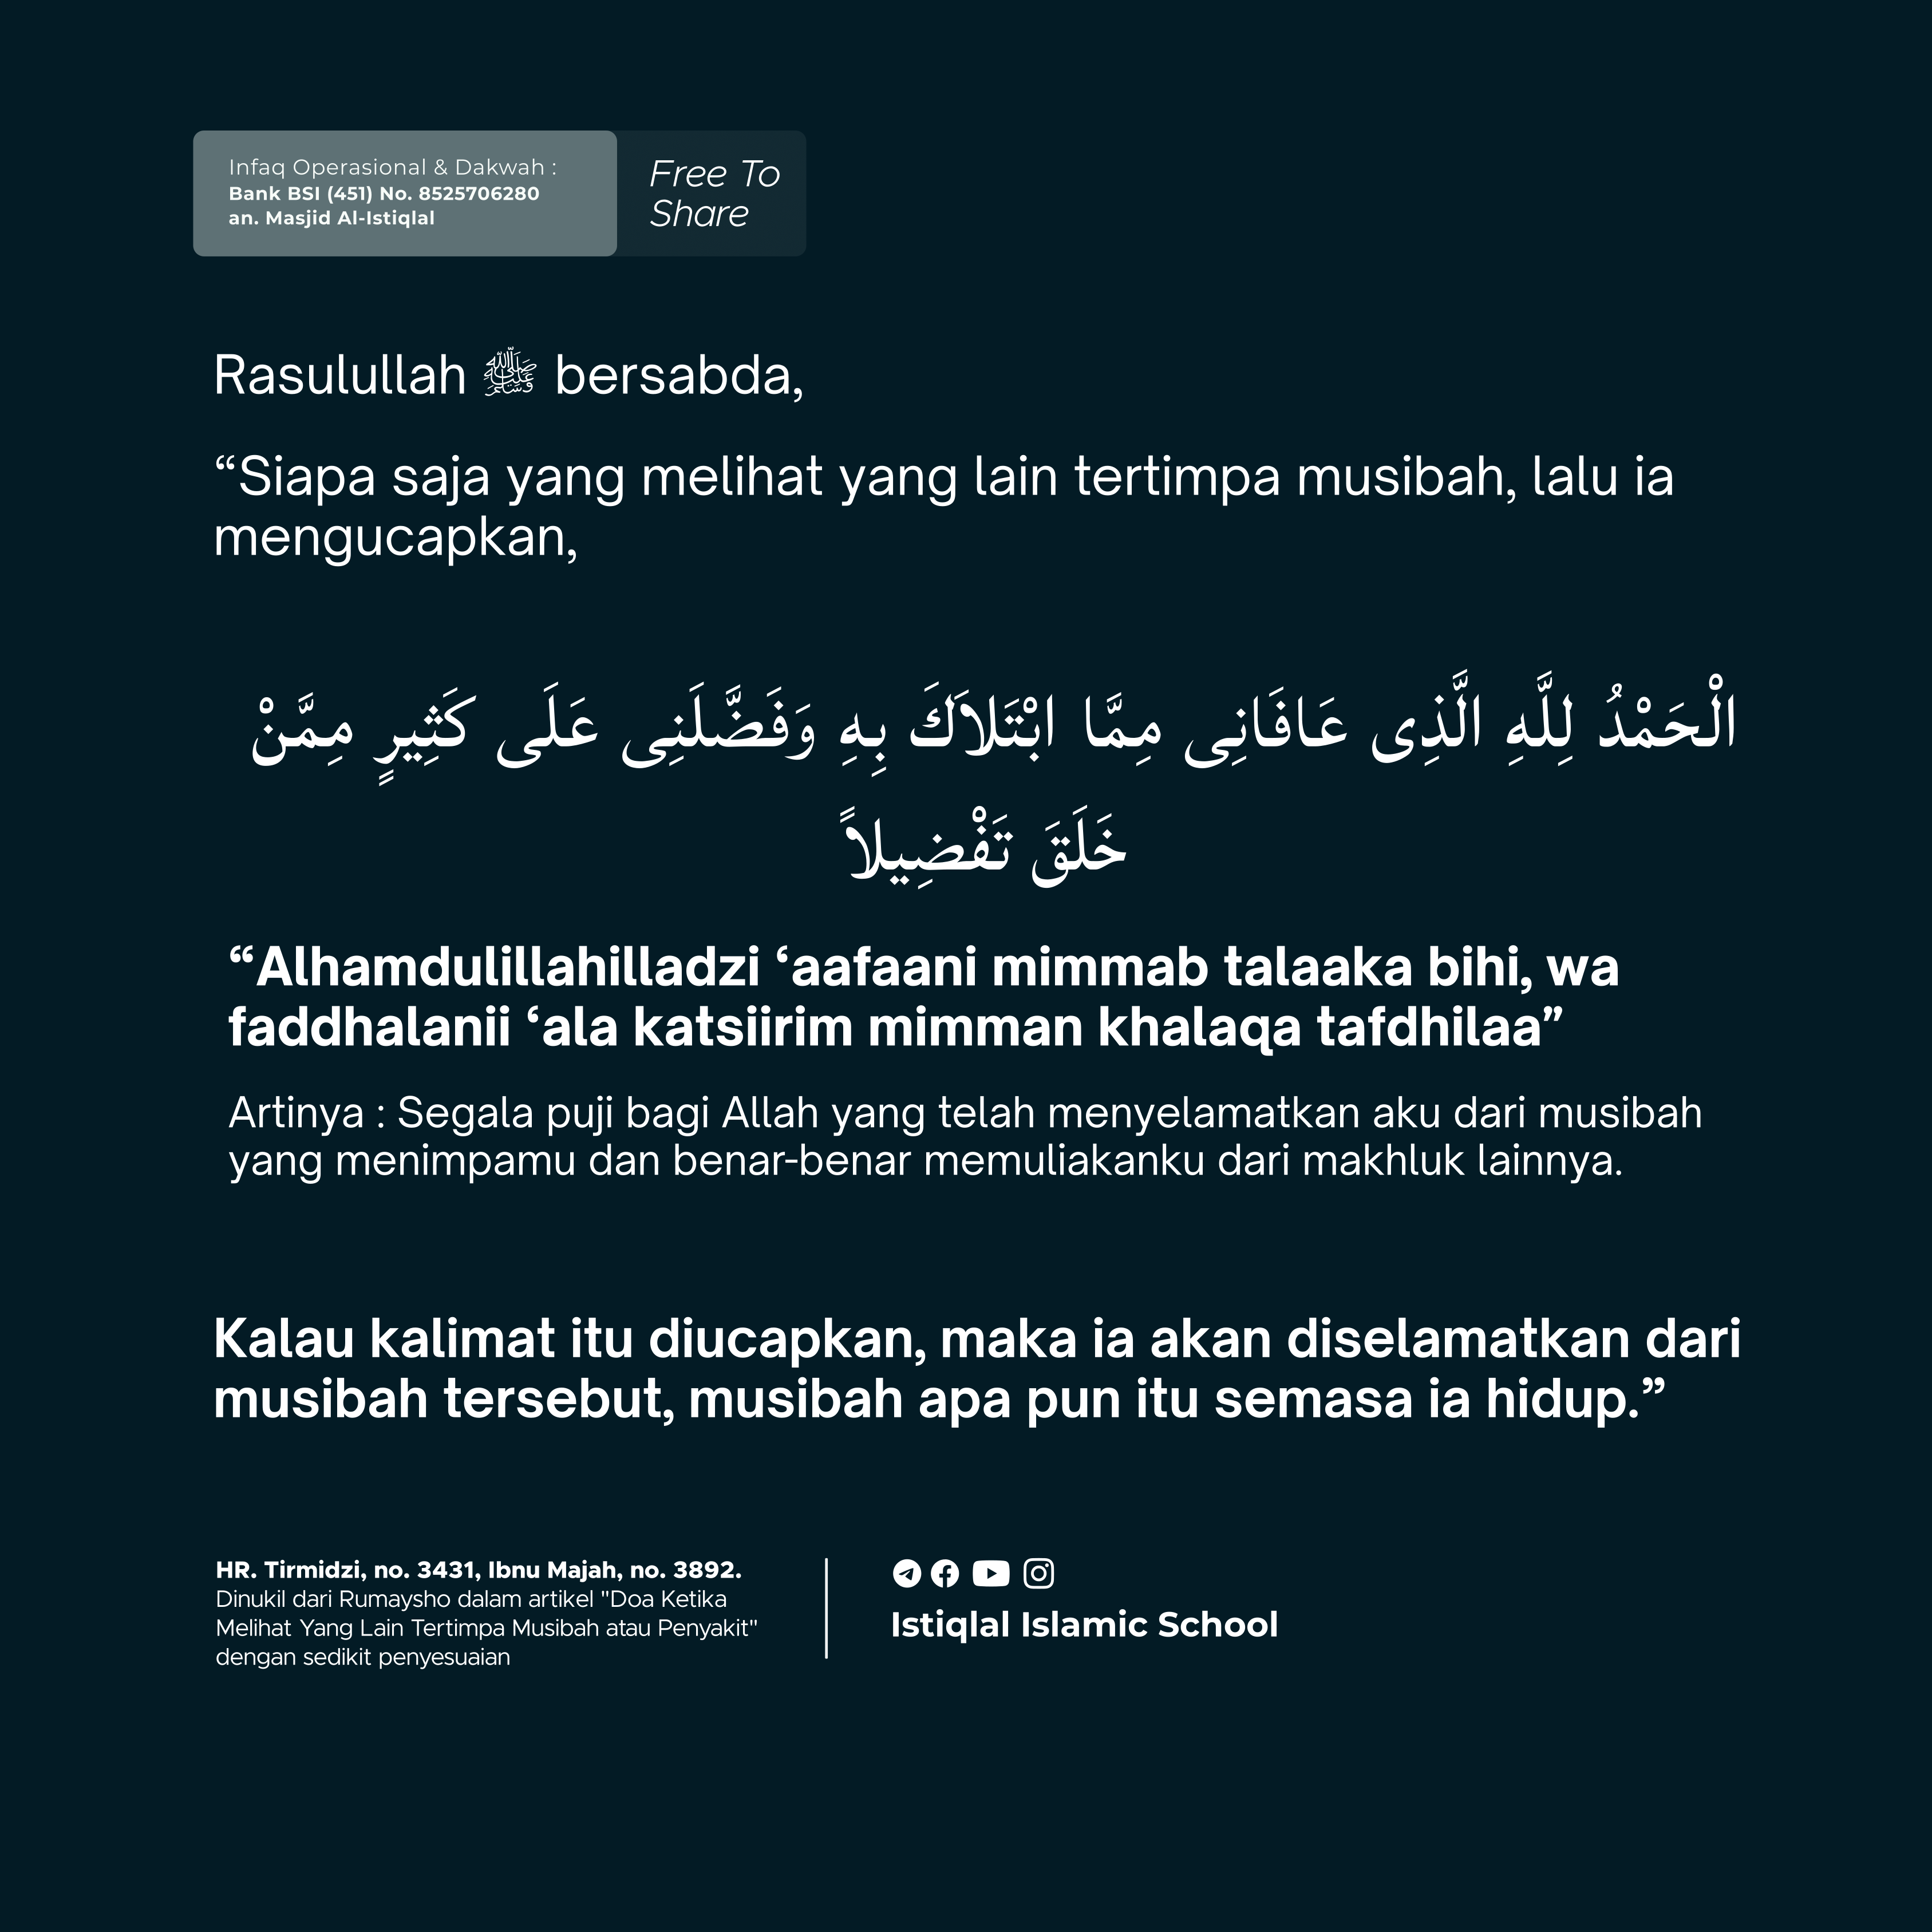 Infaq Operasional & Dakwah :
Bank BSI (451) No. 8525706280
an. Masjid Al-Istiqlal
Free To
Share
Rasulullah ﷺ bersabda,
“Siapa saja yang melihat yang lain tertimpa musibah, lalu ia
mengucapkan,
الْحَمْدُ لِلَّهِ الَّذِى عَافَانِى مِمَّا ابْتَلاَكَ بِهِ وَفَضَّلَنِى عَلَى كَثِيرٍ مِمَّنْ
خَلَقَ تَفْضِيلاً
“Alhamdulillahilladzi ‘aafaani mimmab talaaka bihi, wa
faddhalanii ‘ala katsiirim mimman khalaqa tafdhilaa”
Artinya : Segala puji bagi Allah yang telah menyelamatkan aku dari musibah
yang menimpamu dan benar-benar memuliakanku dari makhluk lainnya.
Kalau kalimat itu diucapkan, maka ia akan diselamatkan dari
musibah tersebut, musibah apa pun itu semasa ia hidup.”
HR. Tirmidzi, no. 3431, Ibnu Majah, no. 3892.
Dinukil dari Rumaysho dalam artikel "Doa Ketika
Melihat Yang Lain Tertimpa Musibah atau Penyakit"
dengan sedikit penyesuaian
Istiqlal Islamic School